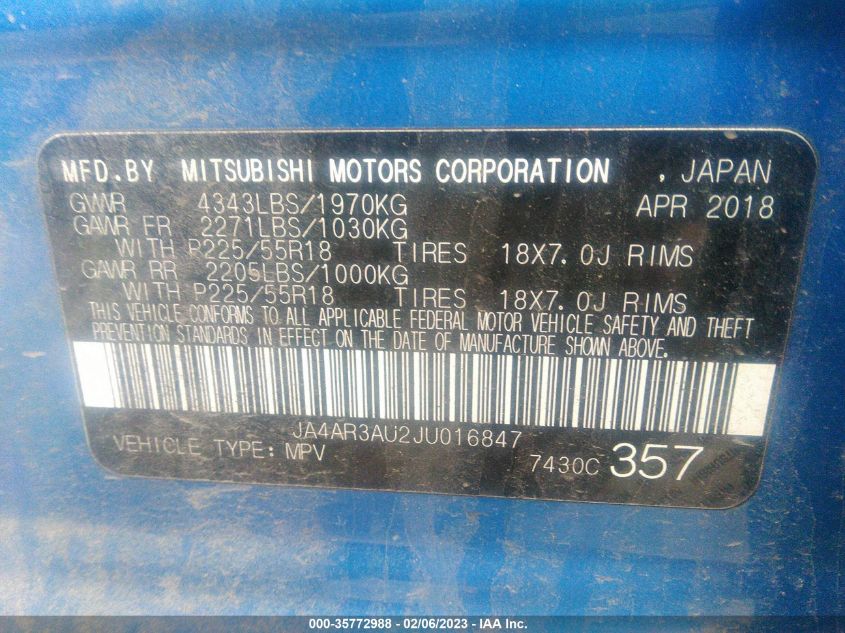 MFD.BY MITSUBISHI MOTORS CORPORATION , JAPAN
GVWR 4343LBS/1970KG APR 2018
GAWR FR 2271LBS/1030KG
WITH P225/55R18 TIRES 18X7.0J RIMS
GAWR RR 2205LBS/1000KG
WITH P225/55R18 TIRES 18X7.0J RIMS
THIS VEHICLE CONFORMS TO ALL APPLICABLE FEDERAL MOTOR VEHICLE SAFETY AND THEFT
PREVENTION STANDARDS IN EFFECT ON THE DATE OF MANUFACTURE SHOWN ABOVE.
JA4AR3AU2JU016847
VEHICLE TYPE: MPV 7430C 357
000-35772988 - 02/06/2023 - IAA Inc.